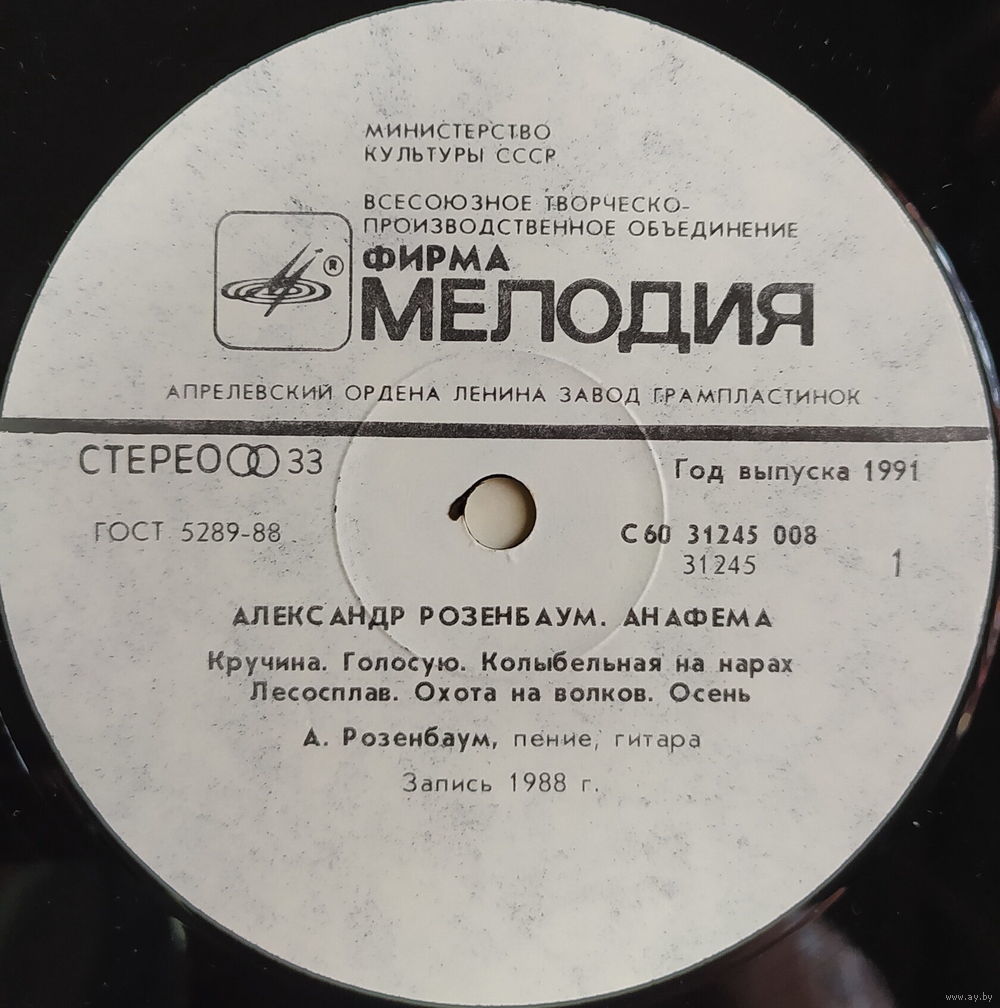 МИНИСТЕРСТВО
КУЛЬТУРЫ СССР
ВСЕСОЮЗНОЕ ТВОРЧЕСКО-
ПРОИЗВОДСТВЕННОЕ ОБЪЕДИНЕНИЕ
ФИРМА
МЕЛОДИЯ
®
АПРЕЛЕВСКИЙ ОРДЕНА ЛЕНИНА ЗАВОД ГРАМПЛАСТИНОК
СТЕРЕО 33
Год выпуска 1991
ГОСТ 5289-88
С60 31245 008
31245
1
АЛЕКСАНДР РОЗЕНБАУМ. АНАФЕМА
Кручина. Голосую. Колыбельная на нарах
Лесосплав. Охота на волков. Осень
А. Розенбаум, пение, гитара
Запись 1988 г.
www.ay.by